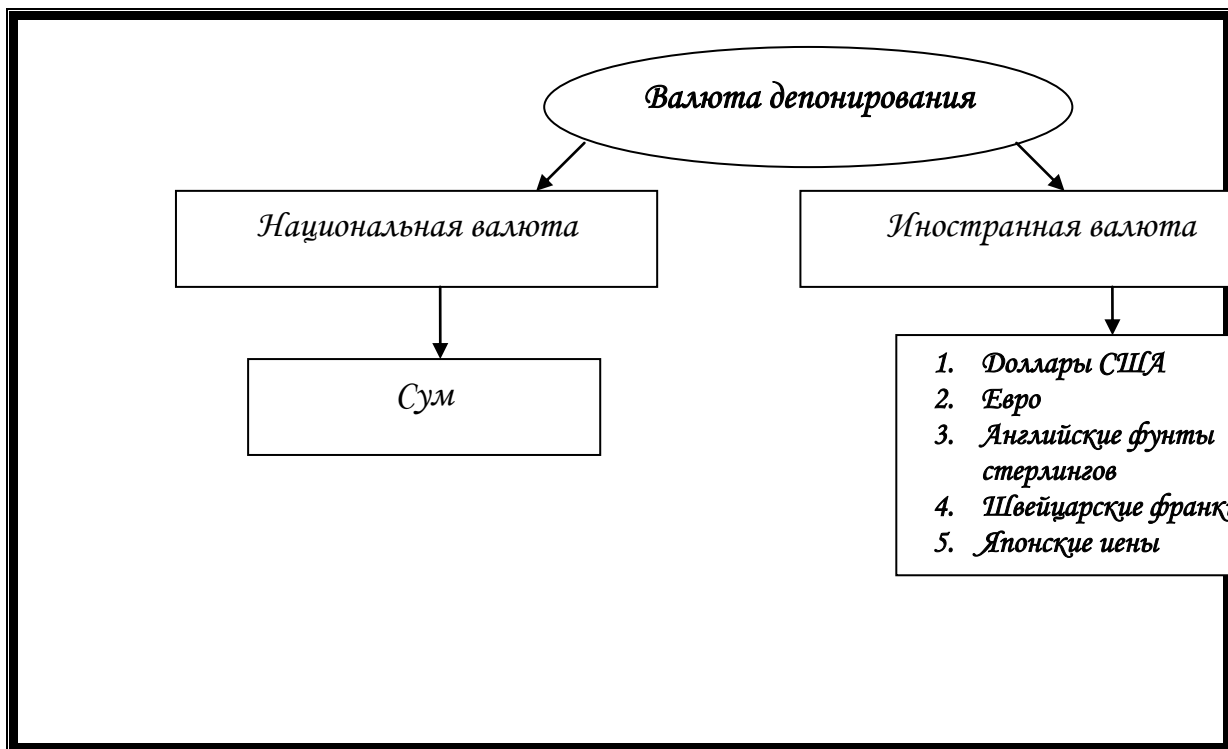 Валюта депонирования
Национальная валюта
Иностранная валюта
Сум
1. Доллары США
2. Евро
3. Английские фунты
стерлингов
4. Швейцарские франк
5. Японские иены